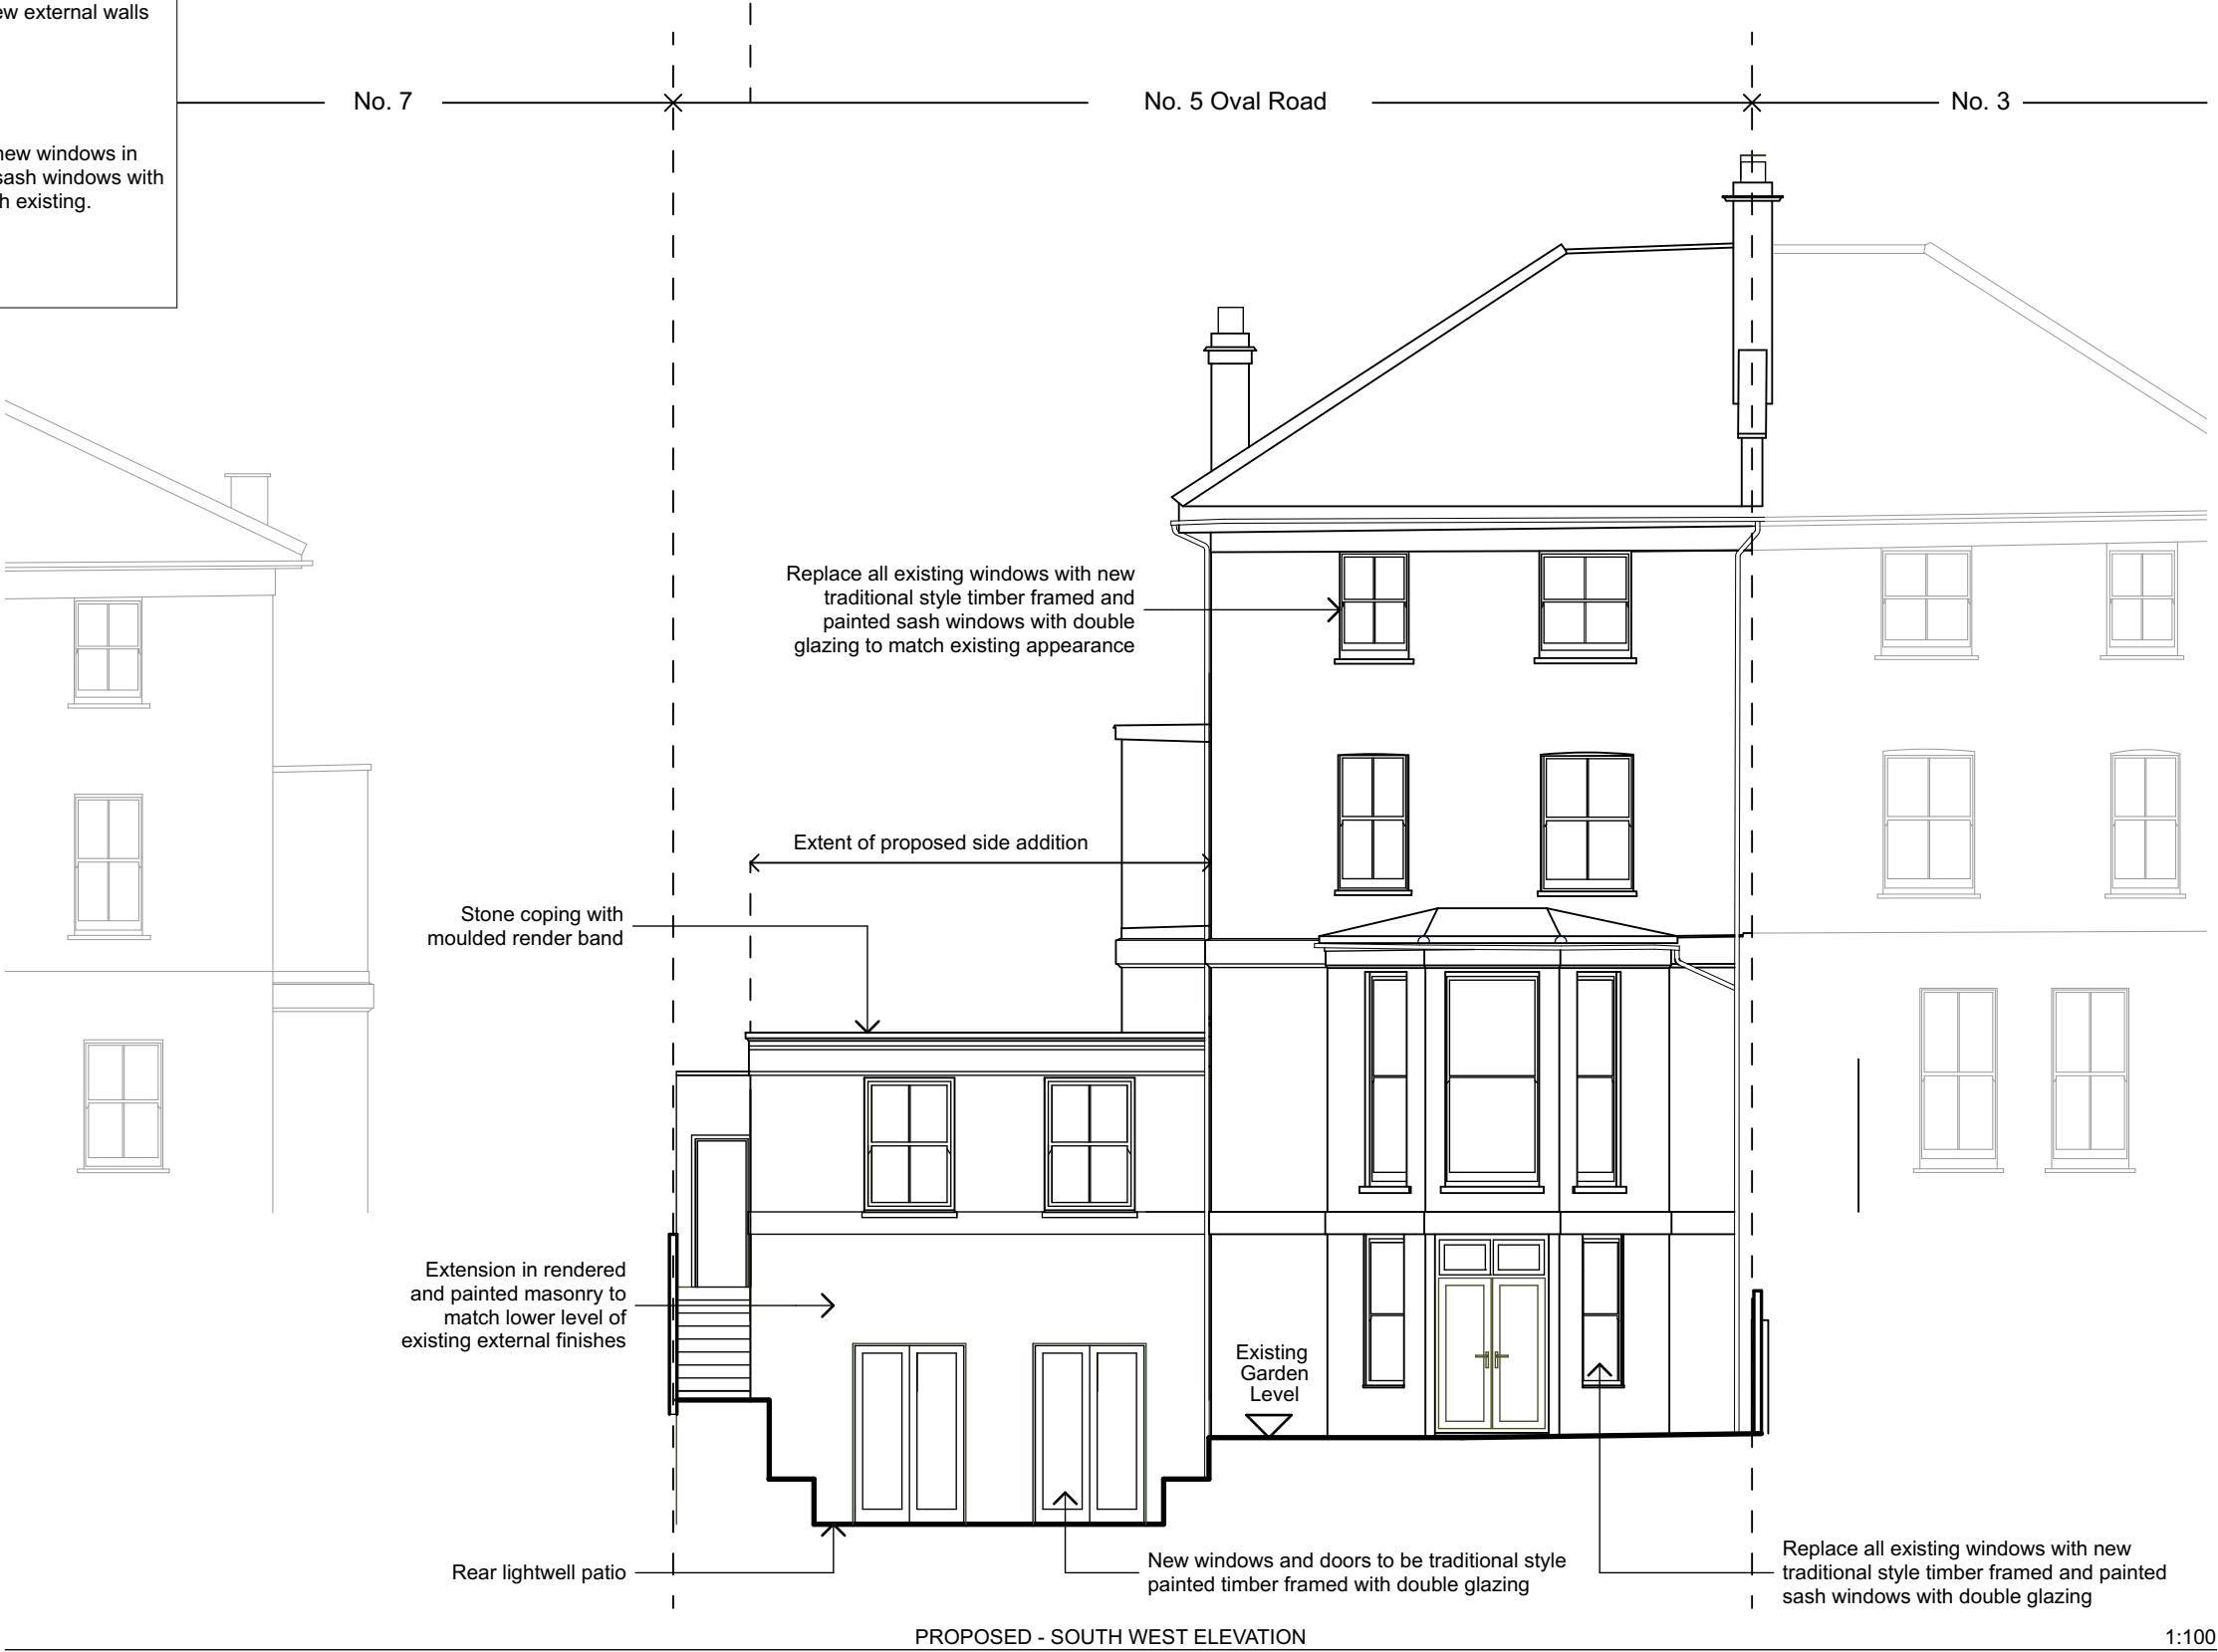 external walls
No. 7
No. 5 Oval Road
No. 3
new windows in
sash windows with
existing.
Replace all existing windows with new
traditional style timber framed and
painted sash windows with double
glazing to match existing appearance
Extent of proposed side addition
Stone coping with
moulded render band
Extension in rendered
and painted masonry to
match lower level of
existing external finishes
Existing
Garden
Level
Rear lightwell patio
New windows and doors to be traditional style
painted timber framed with double glazing
Replace all existing windows with new
traditional style timber framed and painted
sash windows with double glazing
PROPOSED - SOUTH WEST ELEVATION
1:100